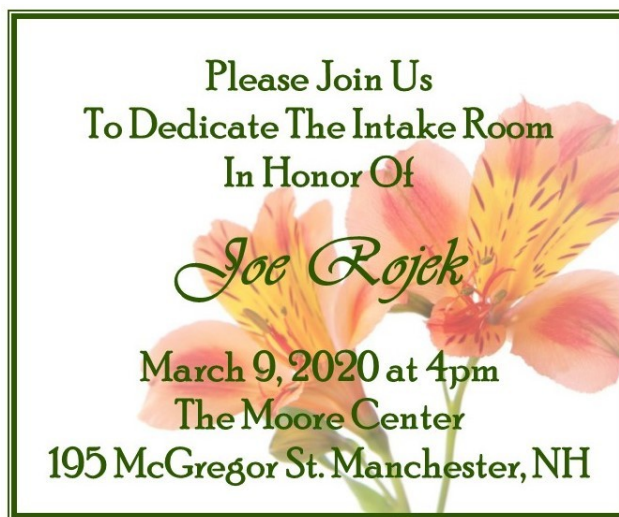 Please Join Us
To Dedicate The Intake Room
In Honor Of
Joe Rojek
March 9, 2020 at 4pm
The Moore Center
195 McGregor St. Manchester, NH